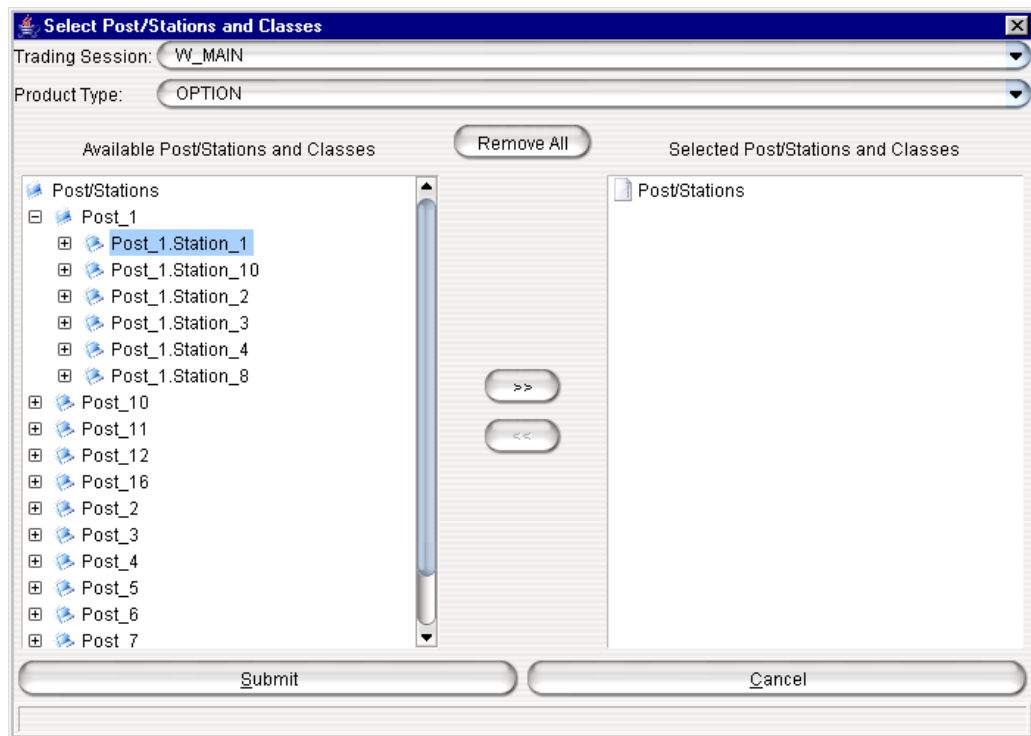 Select Post/Stations and Classes
Trading Session: W_MAIN
Product Type: OPTION
Remove All
Available Post/Stations and Classes
Selected Post/Stations and Classes
Post/Stations
Post_1
Post_1.Station_1
Post_1.Station_10
Post_1.Station_2
Post_1.Station_3
Post_1.Station_4
Post_1.Station_8
Post_10
Post_11
Post_12
Post_16
Post_2
Post_3
Post_4
Post_5
Post_6
Post_7
>>
<<
Post/Stations
Submit
Cancel